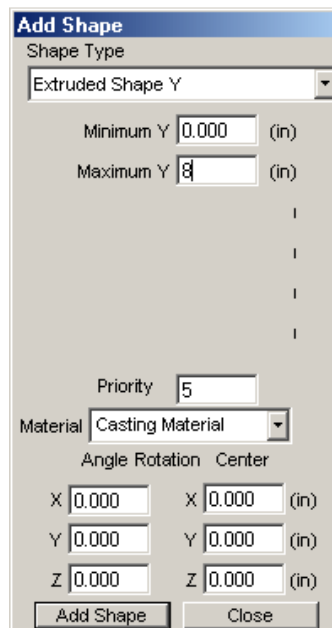 Add Shape
Shape Type
Extruded Shape Y
Minimum Y 0.000 (in)
Maximum Y 8 (in)
Priority 5
Material Casting Material
Angle Rotation Center
X 0.000 X 0.000 (in)
Y 0.000 Y 0.000 (in)
Z 0.000 Z 0.000 (in)
Add Shape Close